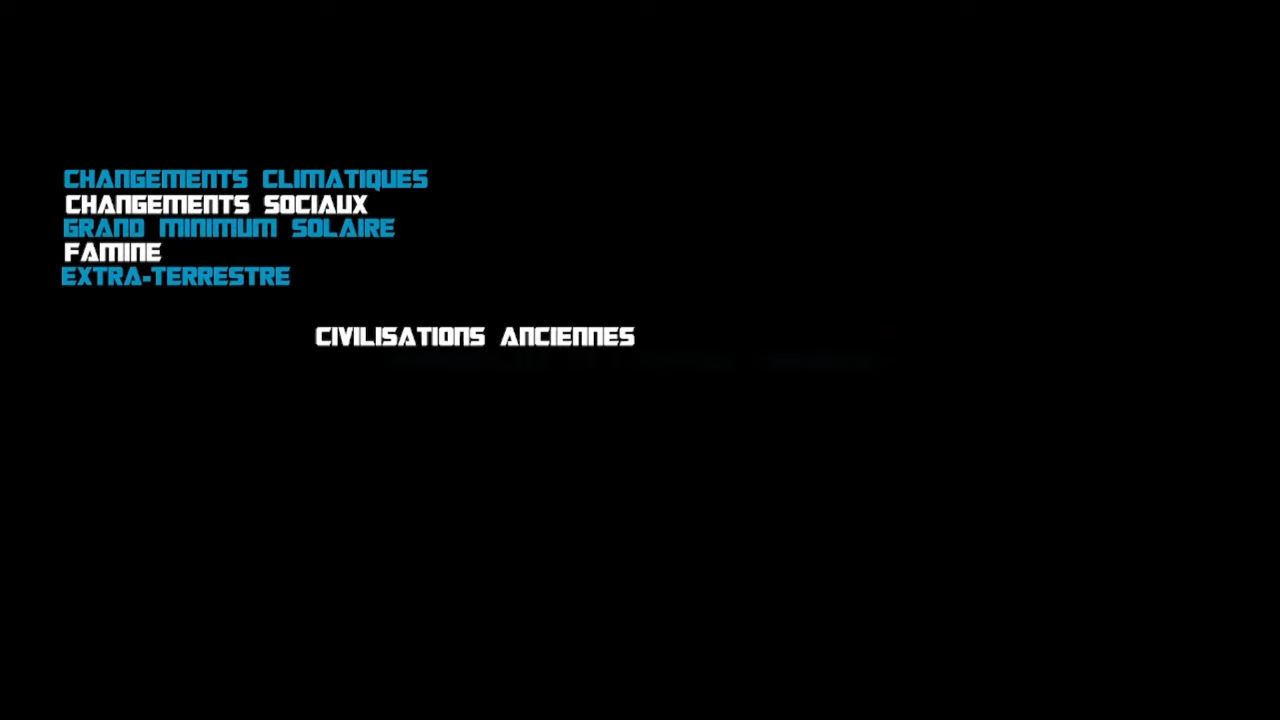 CHANGEMENTS CLIMATIQUES
CHANGEMENTS SOCIAUX
GRAND MINIMUM SOLAIRE
FAMINE
EXTRA-TERRESTRE
CIVILISATIONS ANCIENNES